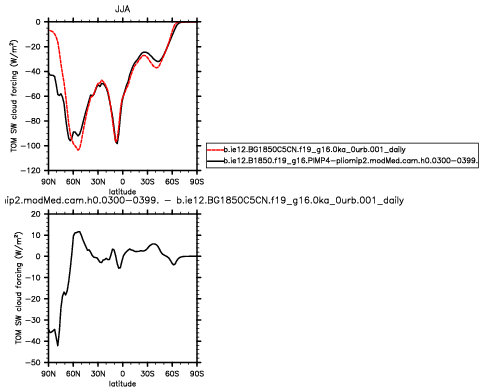 JJA
TOM SW cloud forcing (W/m²)
0
−20
−40
−60
−80
−100
−120
90N 60N 30N 0 30S 60S 90S
latitude
b.ie12.BG1850C5CN.f19_g16.0ka_0urb.001_daily
b.ie12.B1850.f19_g16.PIMP4−pliomip2.modMed.cam.h0.0300−0399.
ip2.modMed.cam.h0.0300−0399. − b.ie12.BG1850C5CN.f19_g16.0ka_0urb.001_daily
TOM SW cloud forcing (W/m²)
20
10
0
−10
−20
−30
−40
−50
90N 60N 30N 0 30S 60S 90S
latitude